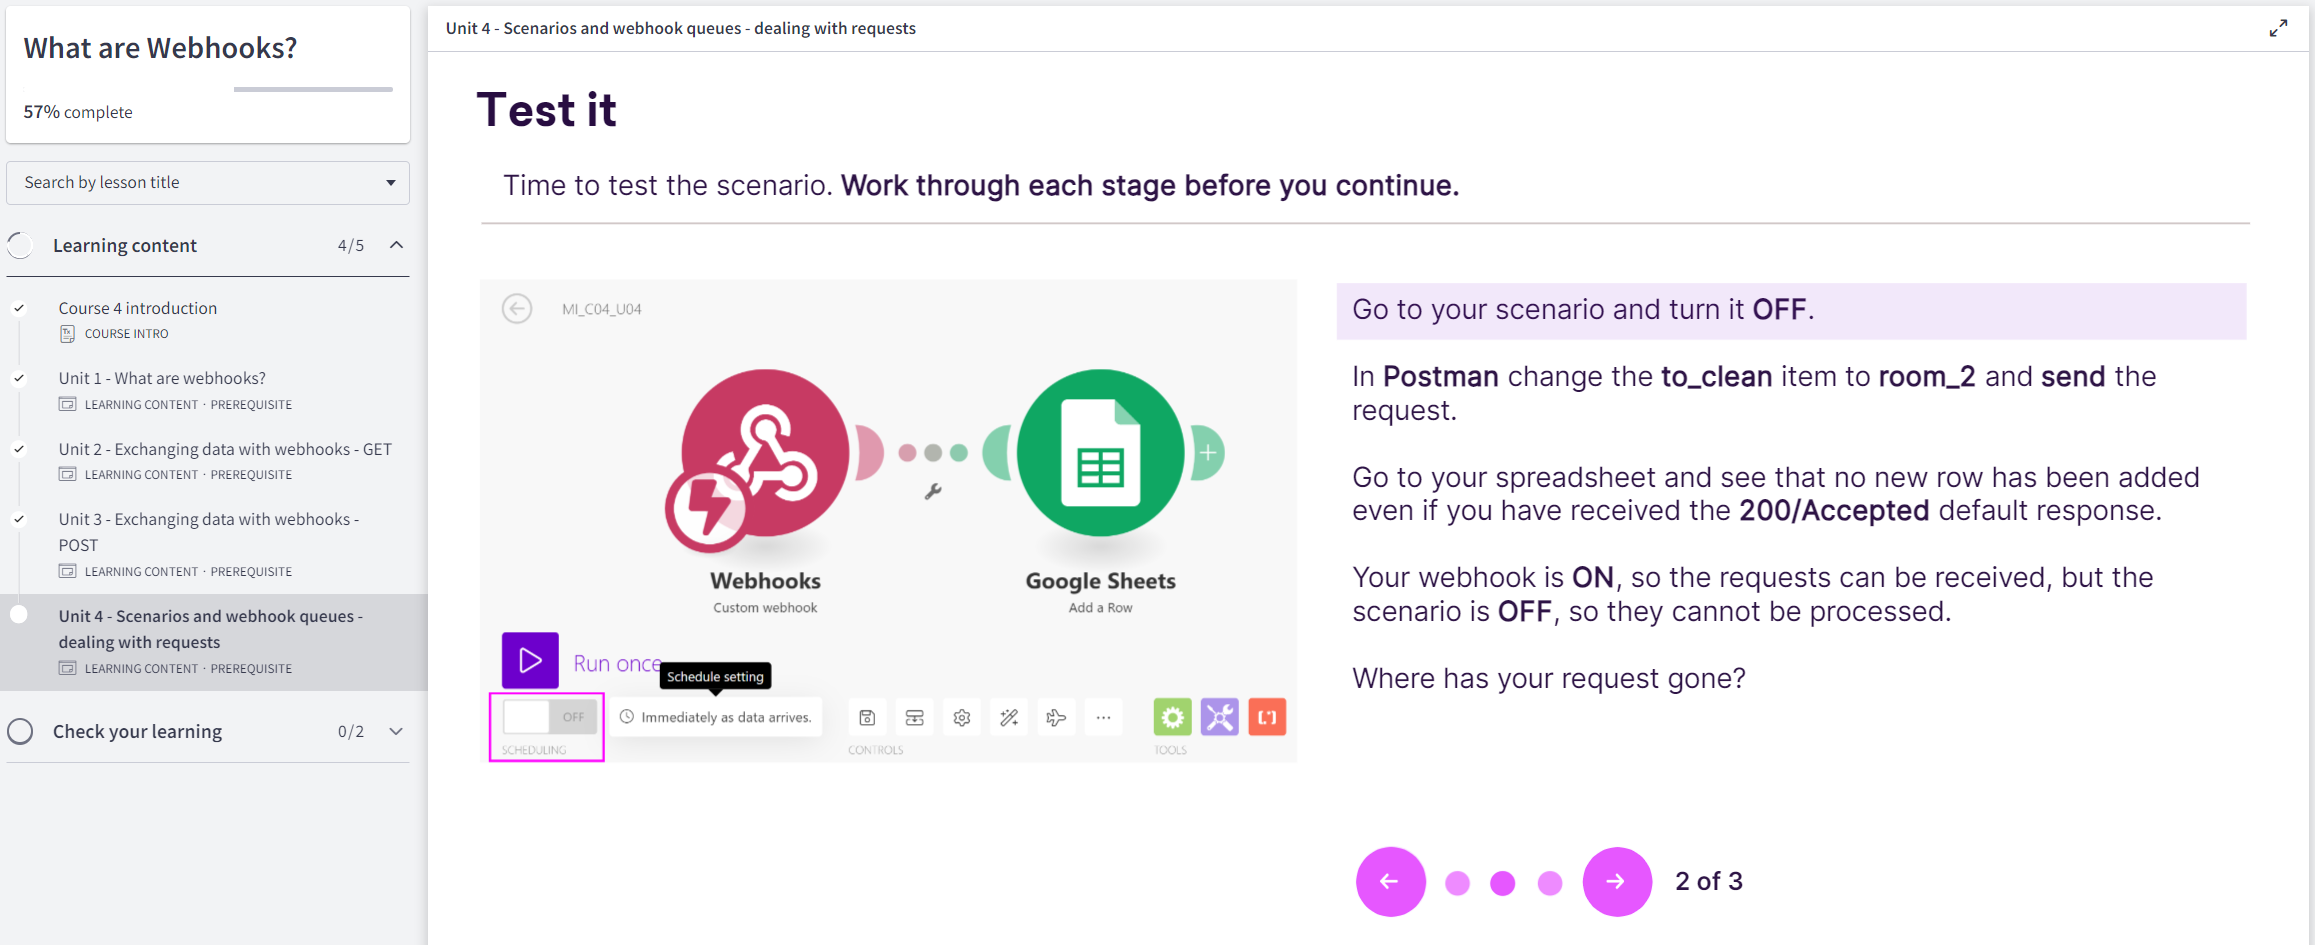 What are Webhooks?
57% complete
Search by lesson title
Learning content 4/5
Course 4 introduction
COURSE INTRO
Unit 1 - What are webhooks?
LEARNING CONTENT · PREREQUISITE
Unit 2 - Exchanging data with webhooks - GET
LEARNING CONTENT · PREREQUISITE
Unit 3 - Exchanging data with webhooks -
POST
LEARNING CONTENT · PREREQUISITE
Unit 4 - Scenarios and webhook queues -
dealing with requests
LEARNING CONTENT · PREREQUISITE
Check your learning 0/2
Unit 4 - Scenarios and webhook queues - dealing with requests
Test it
Time to test the scenario. Work through each stage before you continue.
MI_C04_U04
Webhooks
Custom webhook
Google Sheets
Add a Row
Run once
Schedule setting
OFF
Immediately as data arrives.
SCHEDULING
CONTROLS
TOOLS
Go to your scenario and turn it OFF.
In Postman change the to_clean item to room_2 and send the
request.
Go to your spreadsheet and see that no new row has been added
even if you have received the 200/Accepted default response.
Your webhook is ON, so the requests can be received, but the
scenario is OFF, so they cannot be processed.
Where has your request gone?
2 of 3